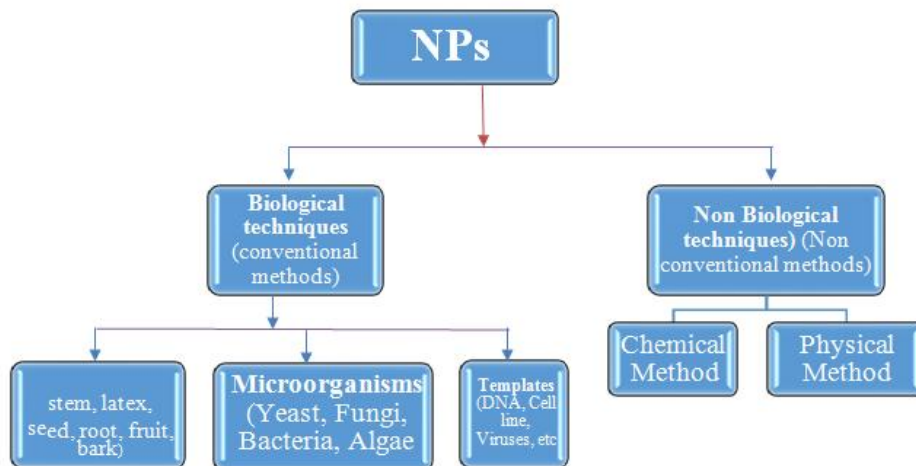 NPs
Biological
techniques
(conventional
methods)
Non Biological
techniques) (Non
conventional methods)
stem, latex,
seed, root, fruit,
bark)
Microorganisms
(Yeast, Fungi,
Bacteria, Algae
Templates
(DNA, Cell
line,
Viruses, etc
Chemical
Method
Physical
Method